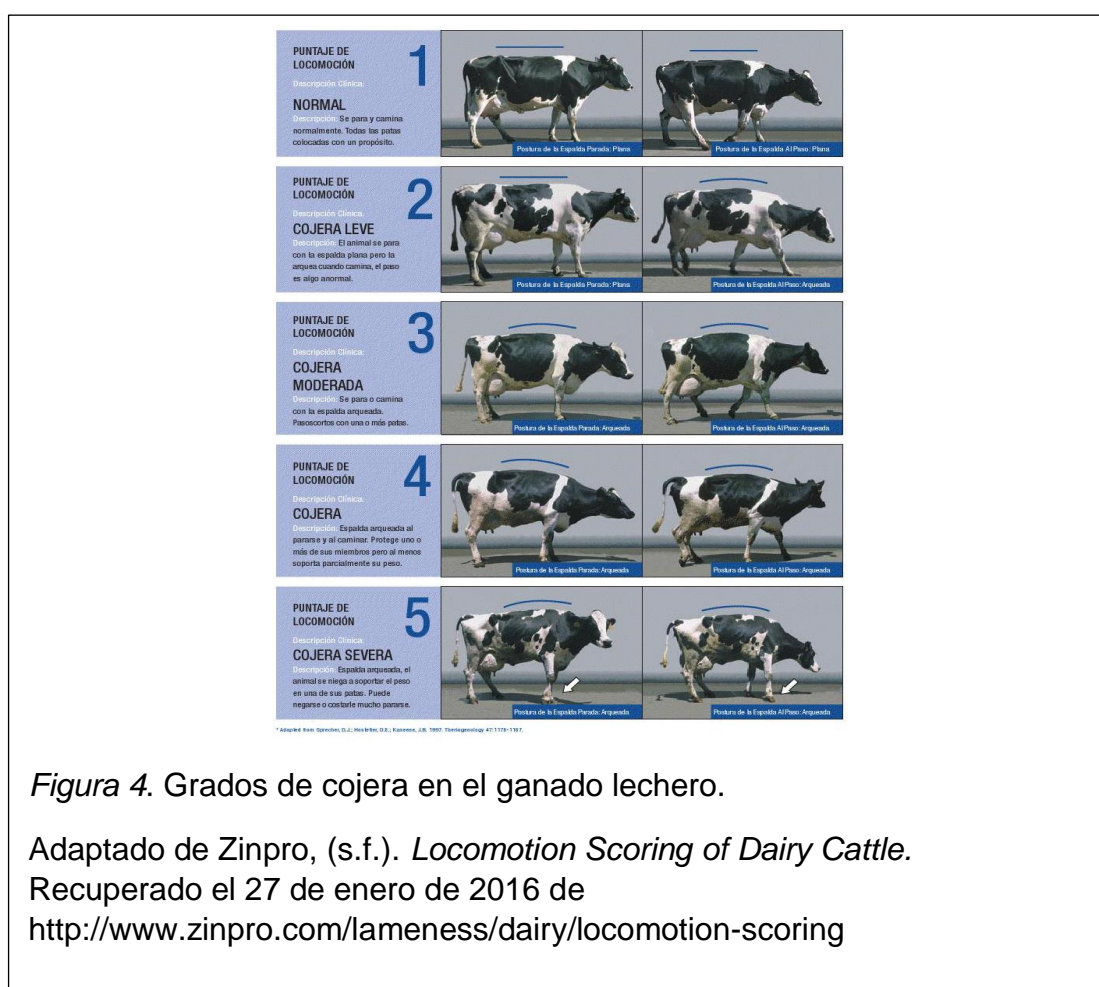 PUNTAJE DE
LOCOMOCIÓN
1
Descripción Clínica:
NORMAL
Descripción: Se para y camina
normalmente. Todas las patas
colocadas con un propósito.
Postura de la Espalda Parada: Plana
Postura de la Espalda Al Paso: Plana
PUNTAJE DE
LOCOMOCIÓN
2
Descripción Clínica:
COJERA LEVE
Descripción: El animal se para
con la espalda plana pero la
arquea cuando camina, el paso
es algo anormal.
Postura de la Espalda Parada: Plana
Postura de la Espalda Al Paso: Arqueada
PUNTAJE DE
LOCOMOCIÓN
3
Descripción Clínica:
COJERA
MODERADA
Descripción: Se para o camina
con la espalda arqueada.
Pasoscortos con una o más patas.
Postura de la Espalda Parada: Arqueada
Postura de la Espalda Al Paso: Arqueada
PUNTAJE DE
LOCOMOCIÓN
4
Descripción Clínica:
COJERA
Descripción: Espalda arqueada al
pararse y al caminar. Protege uno o
más de sus miembros pero al menos
soporta parcialmente su peso.
Postura de la Espalda Parada: Arqueada
Postura de la Espalda Al Paso: Arqueada
PUNTAJE DE
LOCOMOCIÓN
5
Descripción Clínica:
COJERA SEVERA
Descripción: Espalda arqueada, el
animal se niega a soportar el peso
en una de sus patas. Puede
negarse o costarle mucho pararse.
Postura de la Espalda Parada: Arqueada
Postura de la Espalda Al Paso: Arqueada
* Adapted from Sprecher, D.J.; Hostetler, D.E.; Kaneene, J.B. 1997. Theriogenology 47:1178-1187.
Figura 4. Grados de cojera en el ganado lechero.
Adaptado de Zinpro, (s.f.). Locomotion Scoring of Dairy Cattle.
Recuperado el 27 de enero de 2016 de
http://www.zinpro.com/lameness/dairy/locomotion-scoring